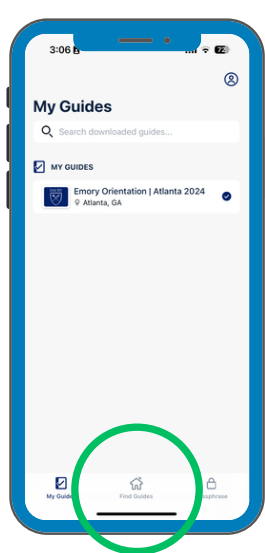 3:06
72
My Guides
Search downloaded guides...
MY GUIDES
Emory Orientation | Atlanta 2024
Atlanta, GA
My Guide
Find Guides